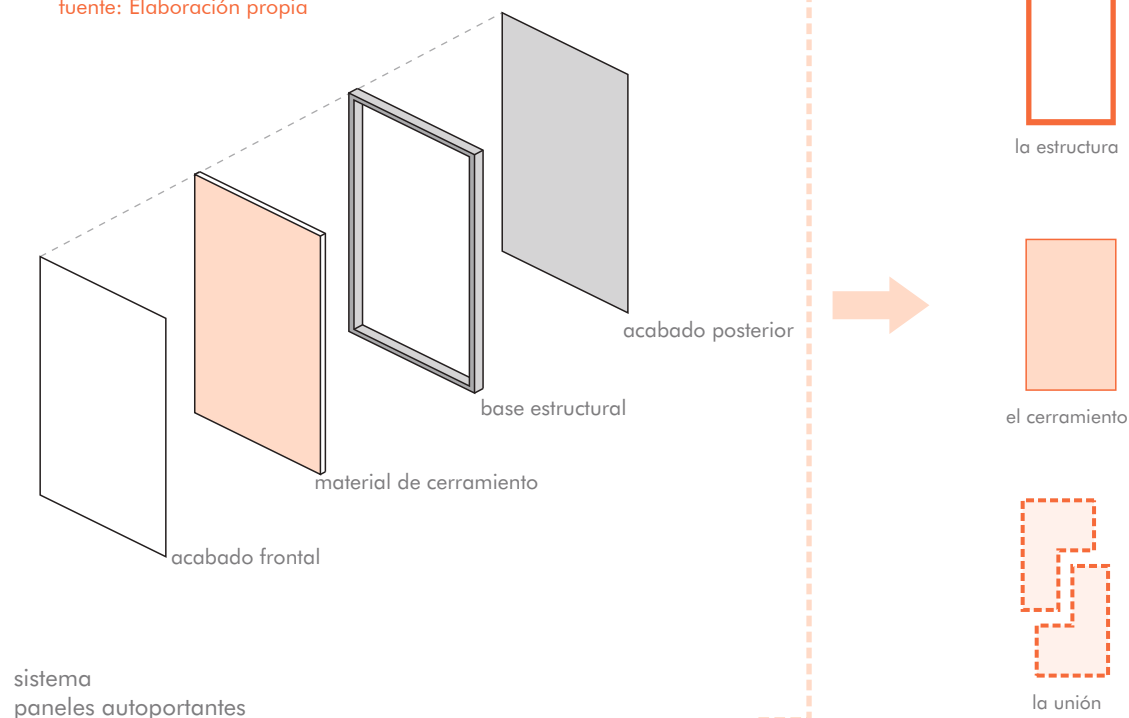 fuente: Elaboración propia
acabado posterior
base estructural
material de cerramiento
acabado frontal
sistema
paneles autoportantes
la estructura
el cerramiento
la unión